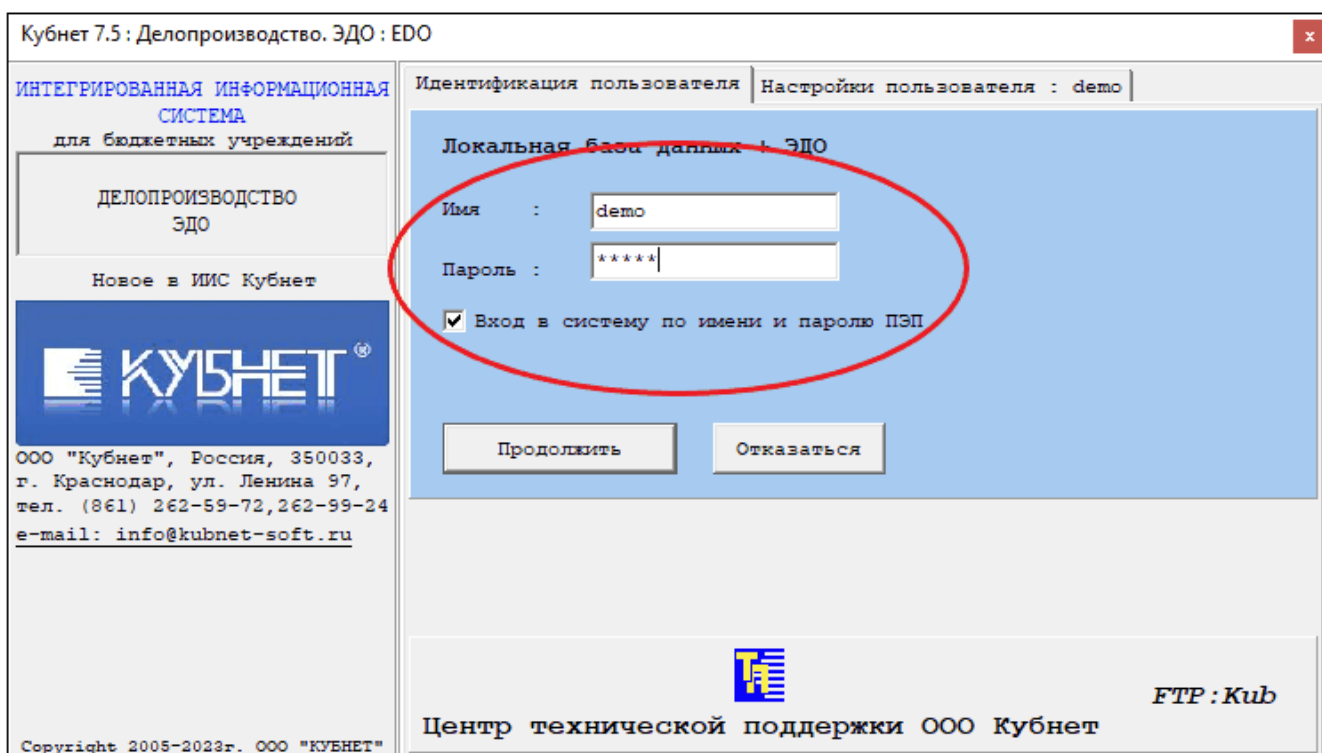 Кубнет 7.5 : Делопроизводство. ЭДО : EDO
x
ИНТЕГРИРОВАННАЯ ИНФОРМАЦИОННАЯ
СИСТЕМА
для бюджетных учреждений
ДЕЛОПРОИЗВОДСТВО
ЭДО
Новое в ИИС Кубнет
КУБНЕТ ®
ООО "Кубнет", Россия, 350033,
г. Краснодар, ул. Ленина 97,
тел. (861) 262-59-72,262-99-24
e-mail: info@kubnet-soft.ru
Copyright 2005-2023г. ООО "КУБНЕТ"
Идентификация пользователя
Настройки пользователя : demo
Локальная база данных + ЭДО
Имя : demo
Пароль : *****
Вход в систему по имени и паролю ПЭП
Продолжить
Отказаться
ТП
FTP:Kub
Центр технической поддержки ООО Кубнет